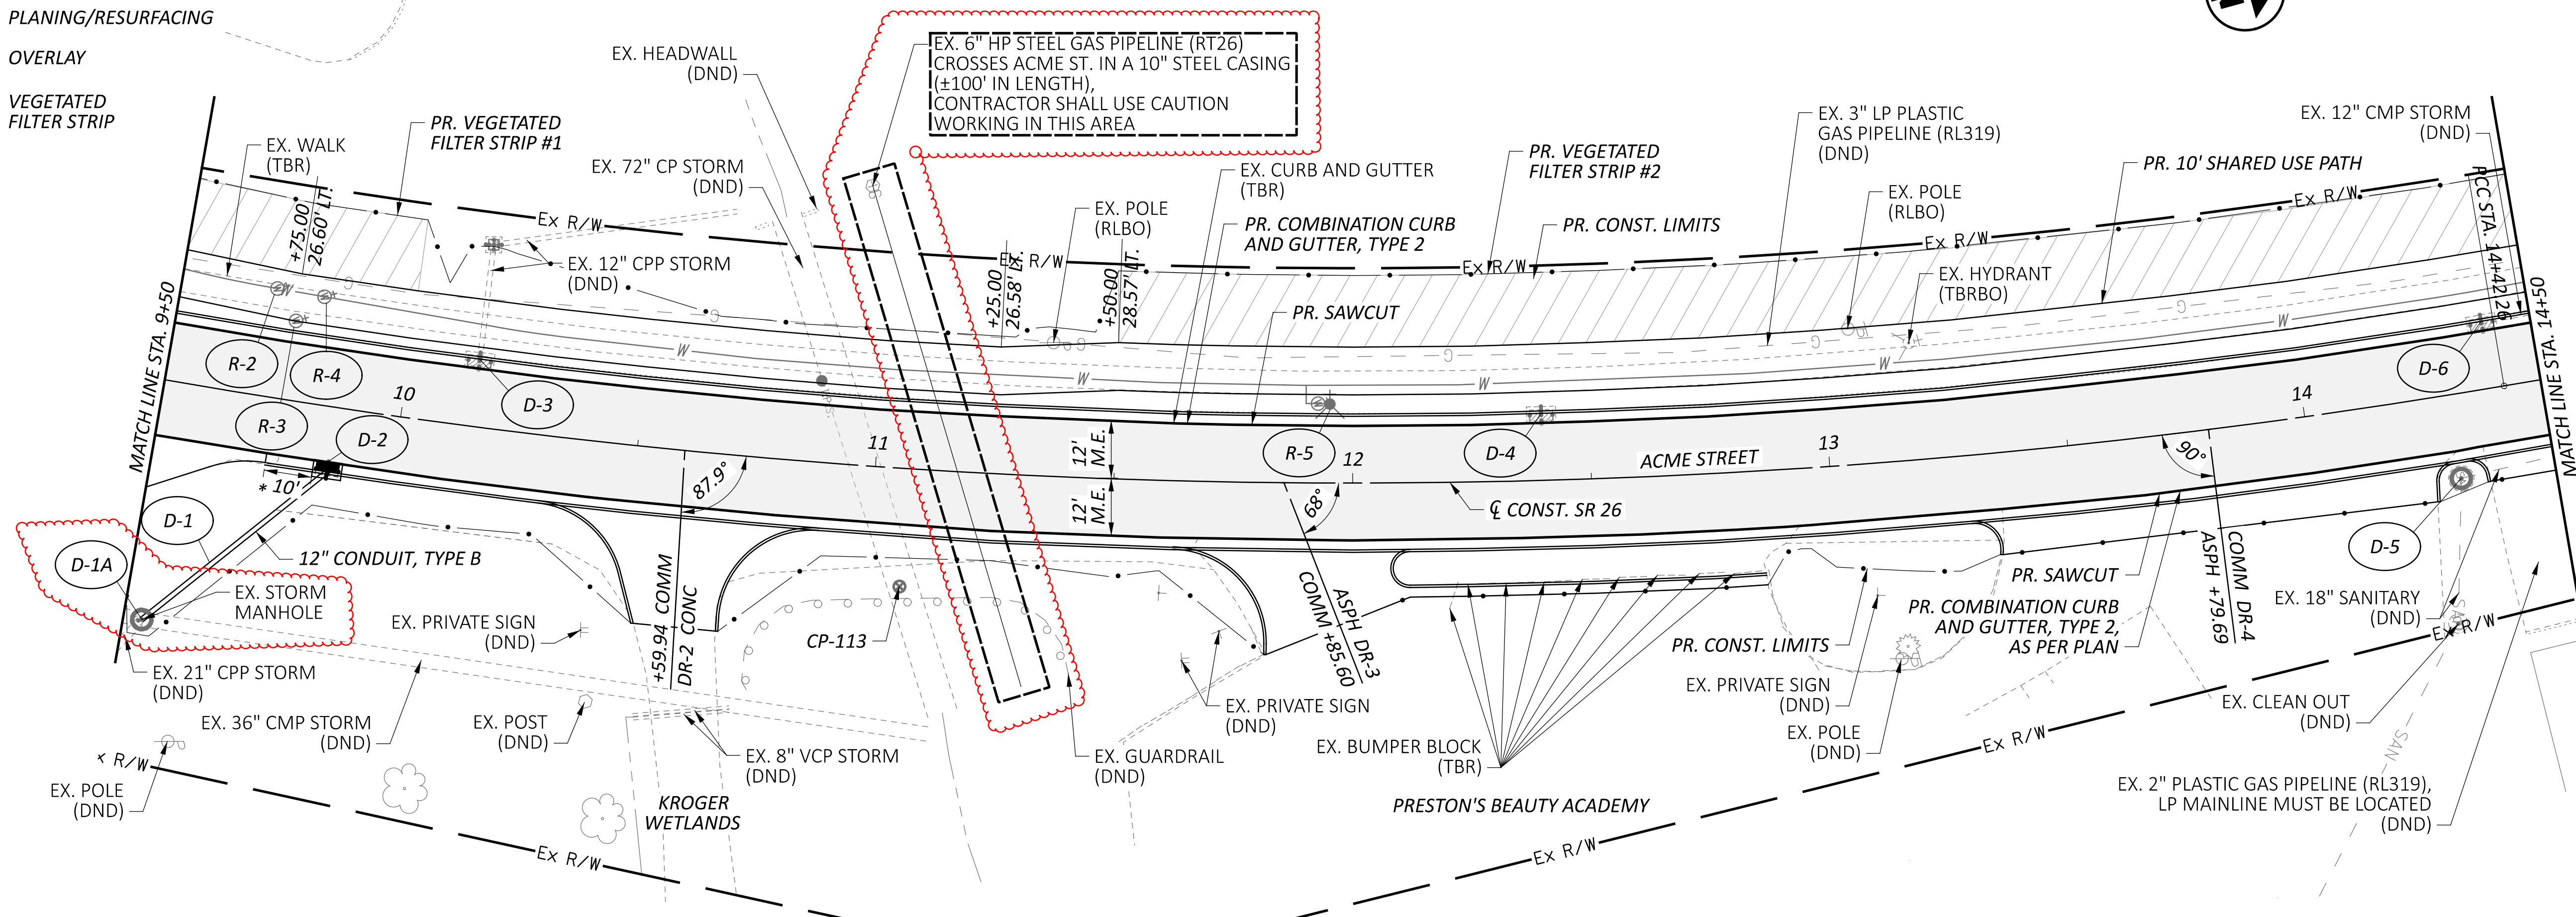 PLANING/RESURFACING
OVERLAY
VEGETATED
FILTER STRIP
EX. WALK
(TBR)
PR. VEGETATED
FILTER STRIP #1
EX. HEADWALL
(DND)
EX. 72" CP STORM
(DND)
EX. 6" HP STEEL GAS PIPELINE (RT26)
CROSSES ACME ST. IN A 10" STEEL CASING
(±100' IN LENGTH),
CONTRACTOR SHALL USE CAUTION
WORKING IN THIS AREA
EX. CURB AND GUTTER
(TBR)
EX. POLE
(RLBO)
PR. COMBINATION CURB
AND GUTTER, TYPE 2
PR. VEGETATED
FILTER STRIP #2
PR. CONST. LIMITS
EX. 3" LP PLASTIC
GAS PIPELINE (RL319)
(DND)
EX. POLE
(RLBO)
EX. HYDRANT
(TBRBO)
PR. 10' SHARED USE PATH
EX. 12" CMP STORM
(DND)
PCC STA. 14+42.26
MATCH LINE STA. 14+50
MATCH LINE STA. 9+50
+75.00
26.60' LT.
Ex R/W
Ex R/W
Ex R/W
Ex R/W
Ex R/W
EX. 12" CPP STORM
(DND)
+25.00
26.58' LT.
+50.00
28.57' LT.
PR. SAWCUT
G
G
G
G
G
W
W
W
W
W
W
R-2
R-4
R-3
D-2
D-3
R-5
D-4
D-6
10
11
12
13
14
12'
M.E.
12'
M.E.
ACME STREET
℄ CONST. SR 26
87.9°
68°
90°
* 10'
D-1
D-1A
12" CONDUIT, TYPE B
EX. STORM
MANHOLE
EX. 21" CPP STORM
(DND)
EX. 36" CMP STORM
(DND)
EX. POLE
(DND)
EX. PRIVATE SIGN
(DND)
EX. POST
(DND)
+59.94 COMM
DR-2 CONC
EX. 8" VCP STORM
(DND)
KROGER
WETLANDS
CP-113
EX. GUARDRAIL
(DND)
EX. PRIVATE SIGN
(DND)
ASPH DR-3
COMM +85.60
EX. BUMPER BLOCK
(TBR)
PRESTON'S BEAUTY ACADEMY
PR. CONST. LIMITS
EX. PRIVATE SIGN
(DND)
EX. POLE
(DND)
PR. SAWCUT
PR. COMBINATION CURB
AND GUTTER, TYPE 2,
AS PER PLAN
COMM DR-4
ASPH +79.69
D-5
EX. 18" SANITARY
(DND)
EX. CLEAN OUT
(DND)
EX. 2" PLASTIC GAS PIPELINE (RL319),
LP MAINLINE MUST BE LOCATED
(DND)
SAN
x R/W
Ex R/W
Ex R/W
Ex R/W
Ex R/W